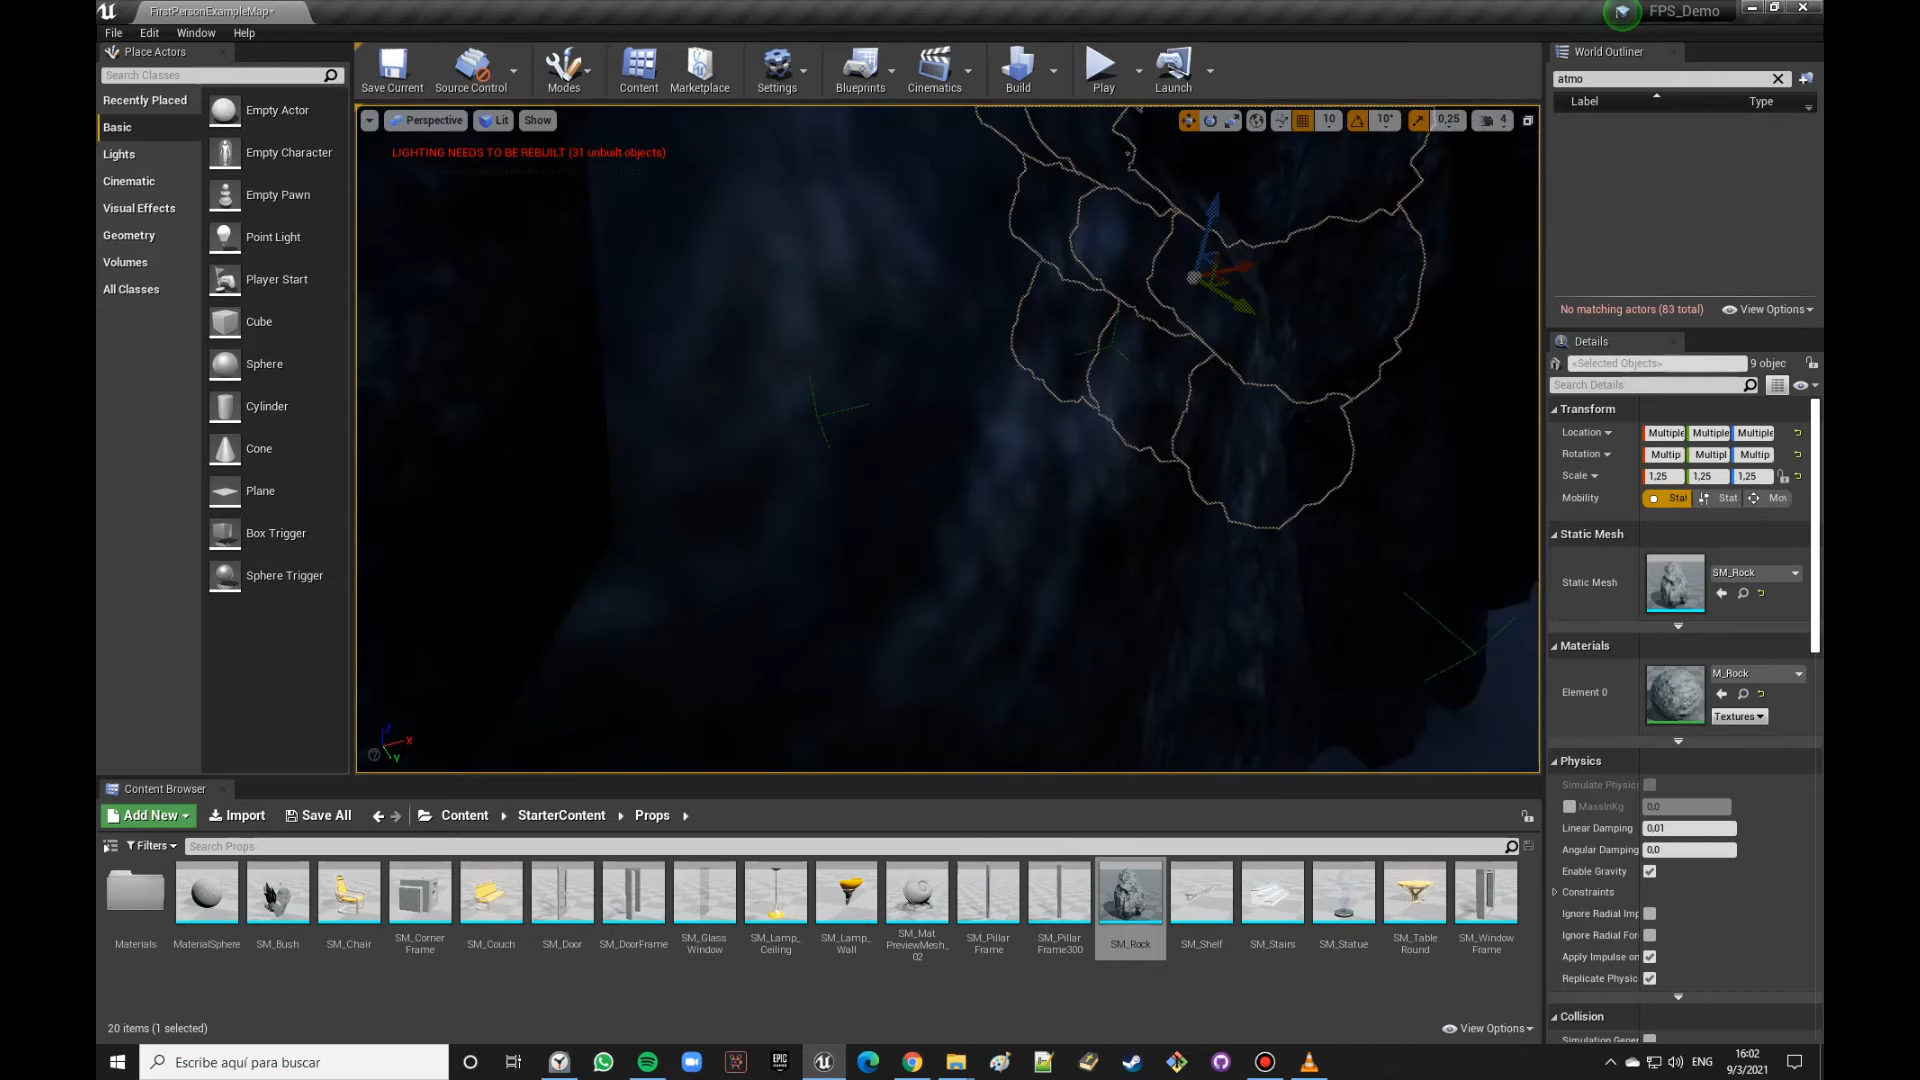 FirstPersonExampleMap*
FPS_Demo
File Edit Window Help
Place Actors
Search Classes
Recently Placed
Basic
Lights
Cinematic
Visual Effects
Geometry
Volumes
All Classes
Empty Actor
Empty Character
Empty Pawn
Point Light
Player Start
Cube
Sphere
Cylinder
Cone
Plane
Box Trigger
Sphere Trigger
Save Current
Source Control
Modes
Content
Marketplace
Settings
Blueprints
Cinematics
Build
Play
Launch
Perspective
Lit
Show
10
10°
0,25
4
LIGHTING NEEDS TO BE REBUILT (31 unbuilt objects)
X
Y
World Outliner
atmo
Label
Type
No matching actors (83 total)
View Options
Details
<Selected Objects>
9 objec
Search Details
Transform
Location Multiple Multiple Multiple
Rotation Multip Multipl Multip
Scale 1,25 1,25 1,25
Mobility Stat Stat Mov
Static Mesh
Static Mesh
SM_Rock
Materials
Element 0
M_Rock
Textures
Physics
Simulate Physics
MassInKg 0,0
Linear Damping 0,01
Angular Damping 0,0
Enable Gravity
Constraints
Ignore Radial Imp
Ignore Radial For
Apply Impulse on
Replicate Physic
Collision
Simulation Gener
Content Browser
Add New
Import
Save All
Content
StarterContent
Props
Filters
Search Props
Materials
MaterialSphere
SM_Bush
SM_Chair
SM_Corner
Frame
SM_Couch
SM_Door
SM_DoorFrame
SM_Glass
Window
SM_Lamp_
Ceiling
SM_Lamp_
Wall
SM_Mat
PreviewMesh_
02
SM_Pillar
Frame
SM_Pillar
Frame300
SM_Rock
SM_Shelf
SM_Stairs
SM_Statue
SM_Table
Round
SM_Window
Frame
20 items (1 selected)
View Options
Escribe aquí para buscar
EPIC
ENG
16:02
9/3/2021